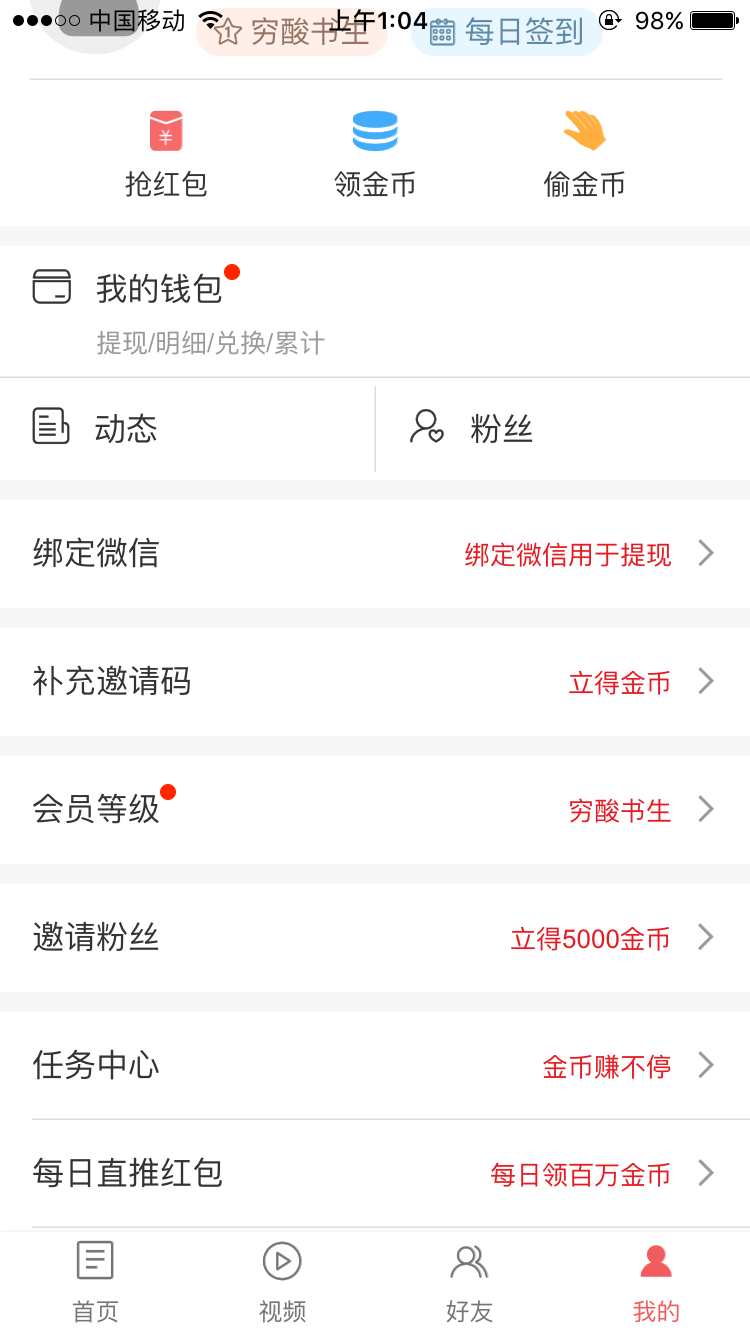 中国移动 上午1:04 98%
穷酸书生 每日签到
抢红包 领金币 偷金币
我的钱包
提现/明细/兑换/累计
动态 粉丝
绑定微信 绑定微信用于提现
补充邀请码 立得金币
会员等级 穷酸书生
邀请粉丝 立得5000金币
任务中心 金币赚不停
每日直推红包 每日领百万金币
首页 视频 好友 我的